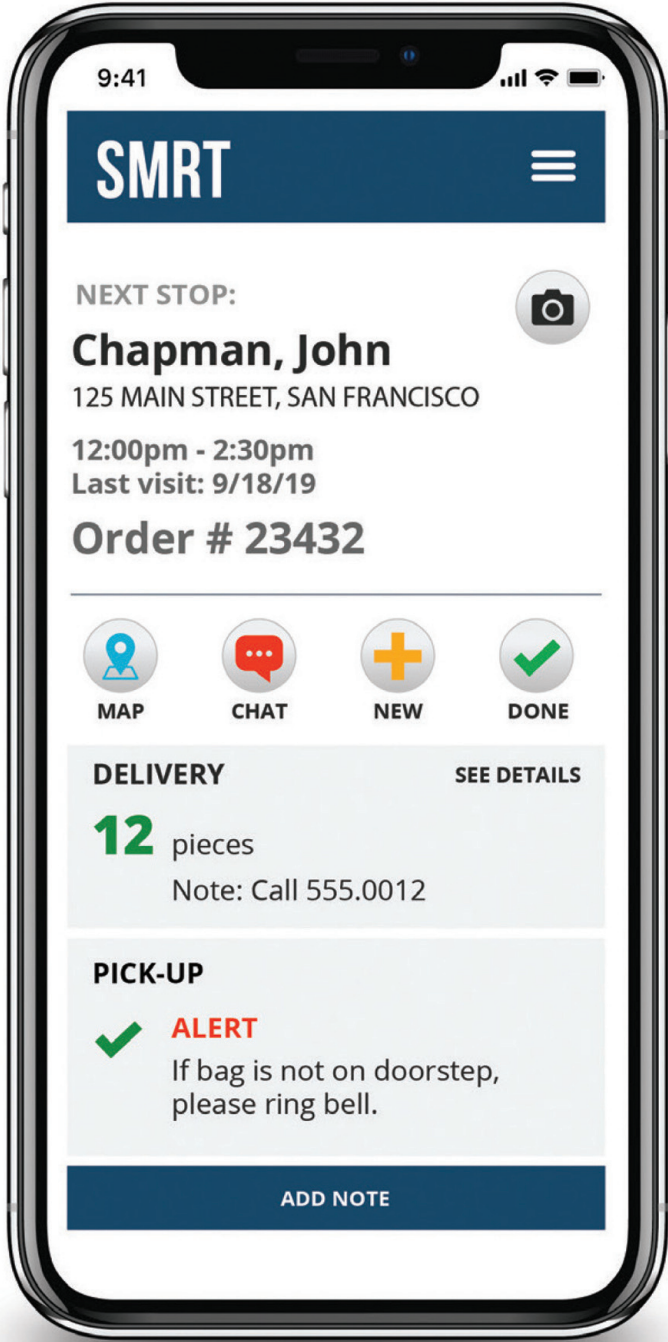 9:41
SMRT
NEXT STOP:
Chapman, John
125 MAIN STREET, SAN FRANCISCO
12:00pm - 2:30pm
Last visit: 9/18/19
Order # 23432
MAP CHAT NEW DONE
DELIVERY SEE DETAILS
12 pieces
Note: Call 555.0012
PICK-UP
ALERT
If bag is not on doorstep,
please ring bell.
ADD NOTE